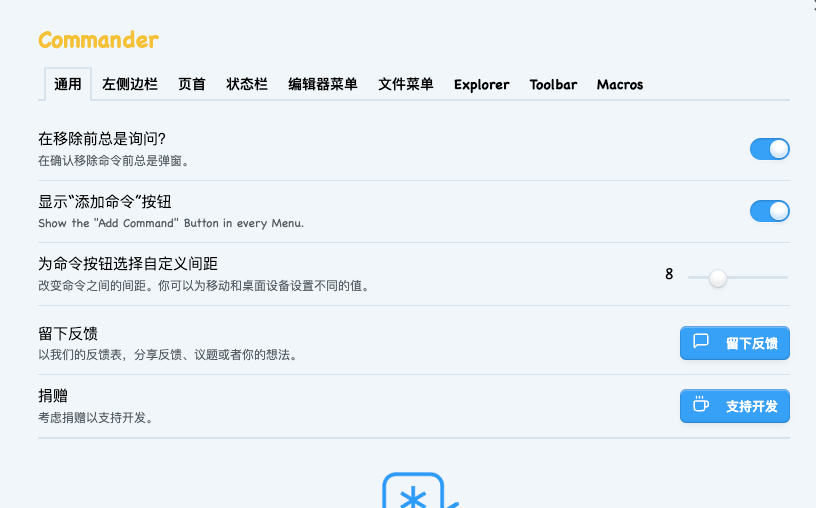 Commander
通用 左侧边栏 页首 状态栏 编辑器菜单 文件菜单 Explorer Toolbar Macros
在移除前总是询问?
在确认移除命令前总是弹窗。
显示“添加命令”按钮
Show the "Add Command" Button in every Menu.
为命令按钮选择自定义间距
改变命令之间的间距。你可以为移动和桌面设备设置不同的值。
8
留下反馈
以我们的反馈表，分享反馈、议题或者你的想法。
留下反馈
捐赠
考虑捐赠以支持开发。
支持开发